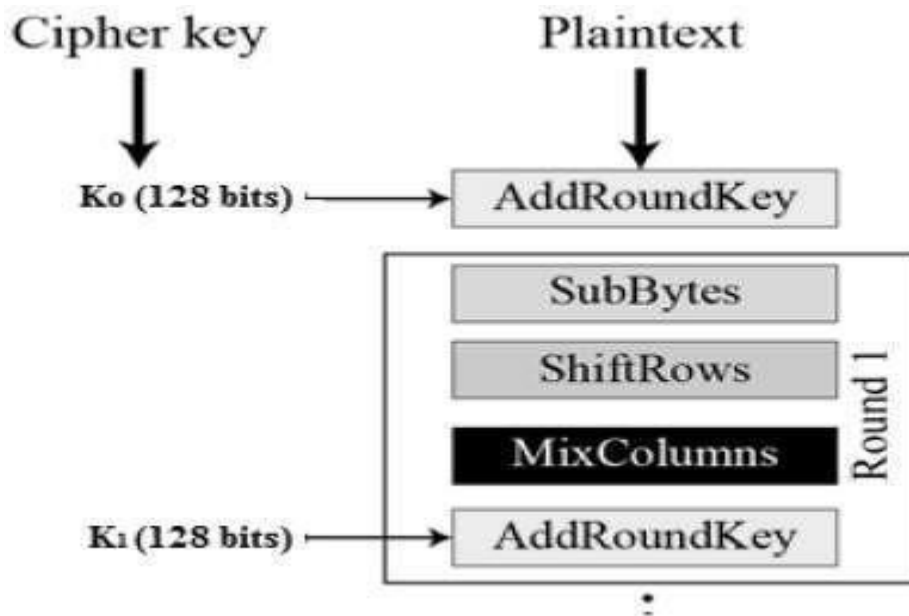 Cipher key
Plaintext
K0 (128 bits)
AddRoundKey
SubBytes
ShiftRows
MixColumns
Round 1
K1 (128 bits)
AddRoundKey